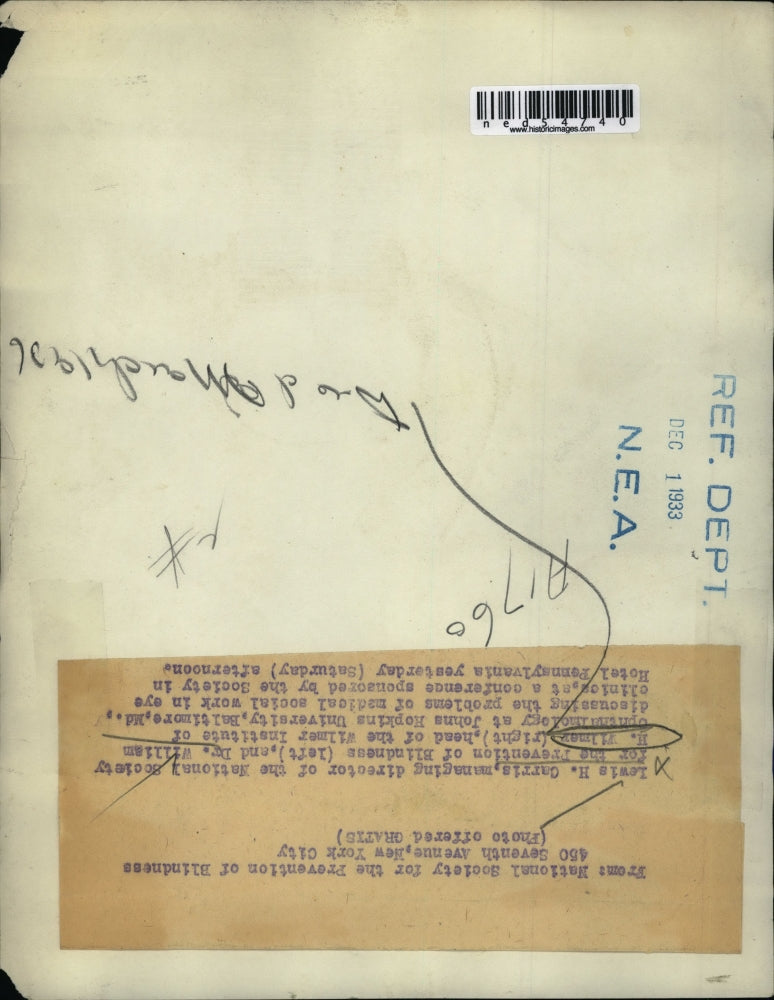 ned54740
www.historicimages.com
REF. DEPT.
DEC 1 1933
N.E.A.
Died March 1936
#
A1760
From: National Society for the Prevention of Blindness
450 Seventh Avenue, New York City
(Photo offered GRATIS)
Lewis H. Carris, managing director of the National Society
for the Prevention of Blindness (left), and Dr. William
H. Wilmer (right), head of the Wilmer Institute of
Ophthalmology at Johns Hopkins University, Baltimore, Md.,
discussing the problems of medical social work in eye
clinics, at a conference sponsored by the Society in
Hotel Pennsylvania yesterday (Saturday) afternoon.
X